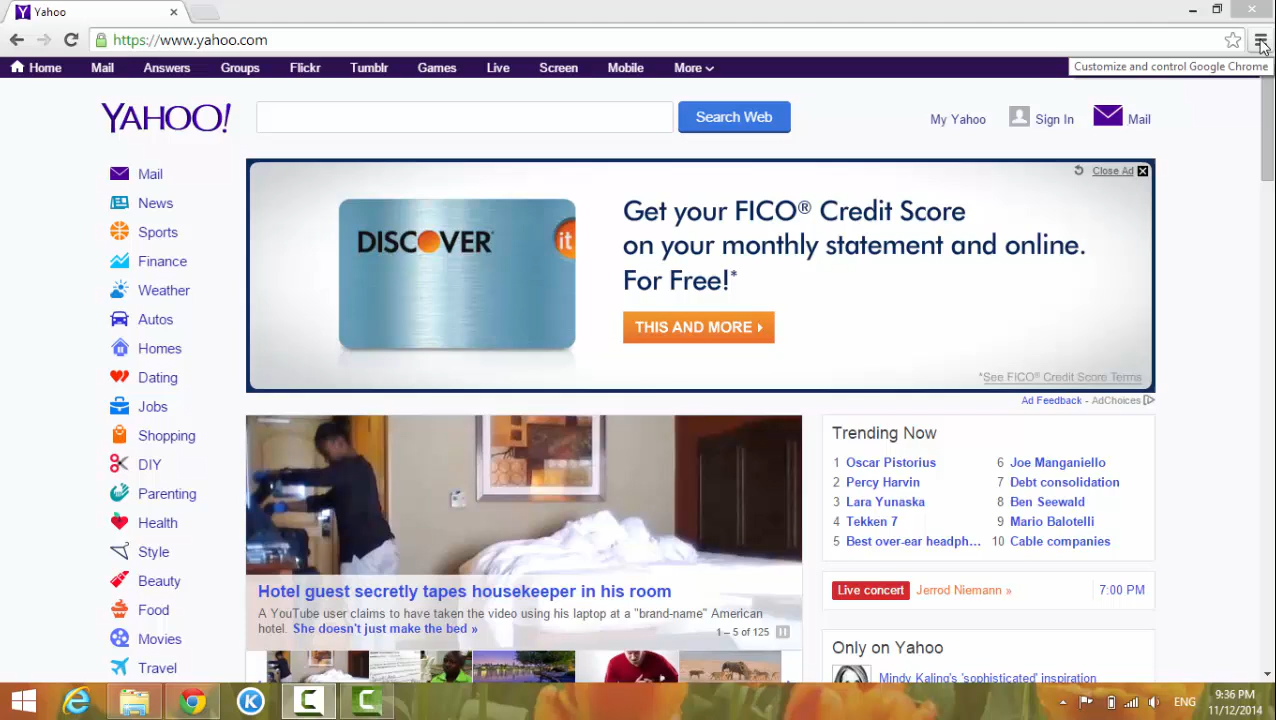 Yahoo
https://www.yahoo.com
Home Mail Answers Groups Flickr Tumblr Games Live Screen Mobile More
Customize and control Google Chrome
YAHOO!
Search Web
My Yahoo
Sign In
Mail
Mail
News
Sports
Finance
Weather
Autos
Homes
Dating
Jobs
Shopping
DIY
Parenting
Health
Style
Beauty
Food
Movies
Travel
Close Ad
DISCOVER
it
Get your FICO® Credit Score
on your monthly statement and online.
For Free!*
THIS AND MORE
*See FICO® Credit Score Terms
Ad Feedback - AdChoices
Hotel guest secretly tapes housekeeper in his room
A YouTube user claims to have taken the video using his laptop at a "brand-name" American
hotel. She doesn't just make the bed »
1 – 5 of 125
Trending Now
1 Oscar Pistorius
2 Percy Harvin
3 Lara Yunaska
4 Tekken 7
5 Best over-ear headph...
6 Joe Manganiello
7 Debt consolidation
8 Ben Seewald
9 Mario Balotelli
10 Cable companies
Live concert Jerrod Niemann » 7:00 PM
Only on Yahoo
Mindy Kaling's 'sophisticated' inspiration
ENG
9:36 PM
11/12/2014